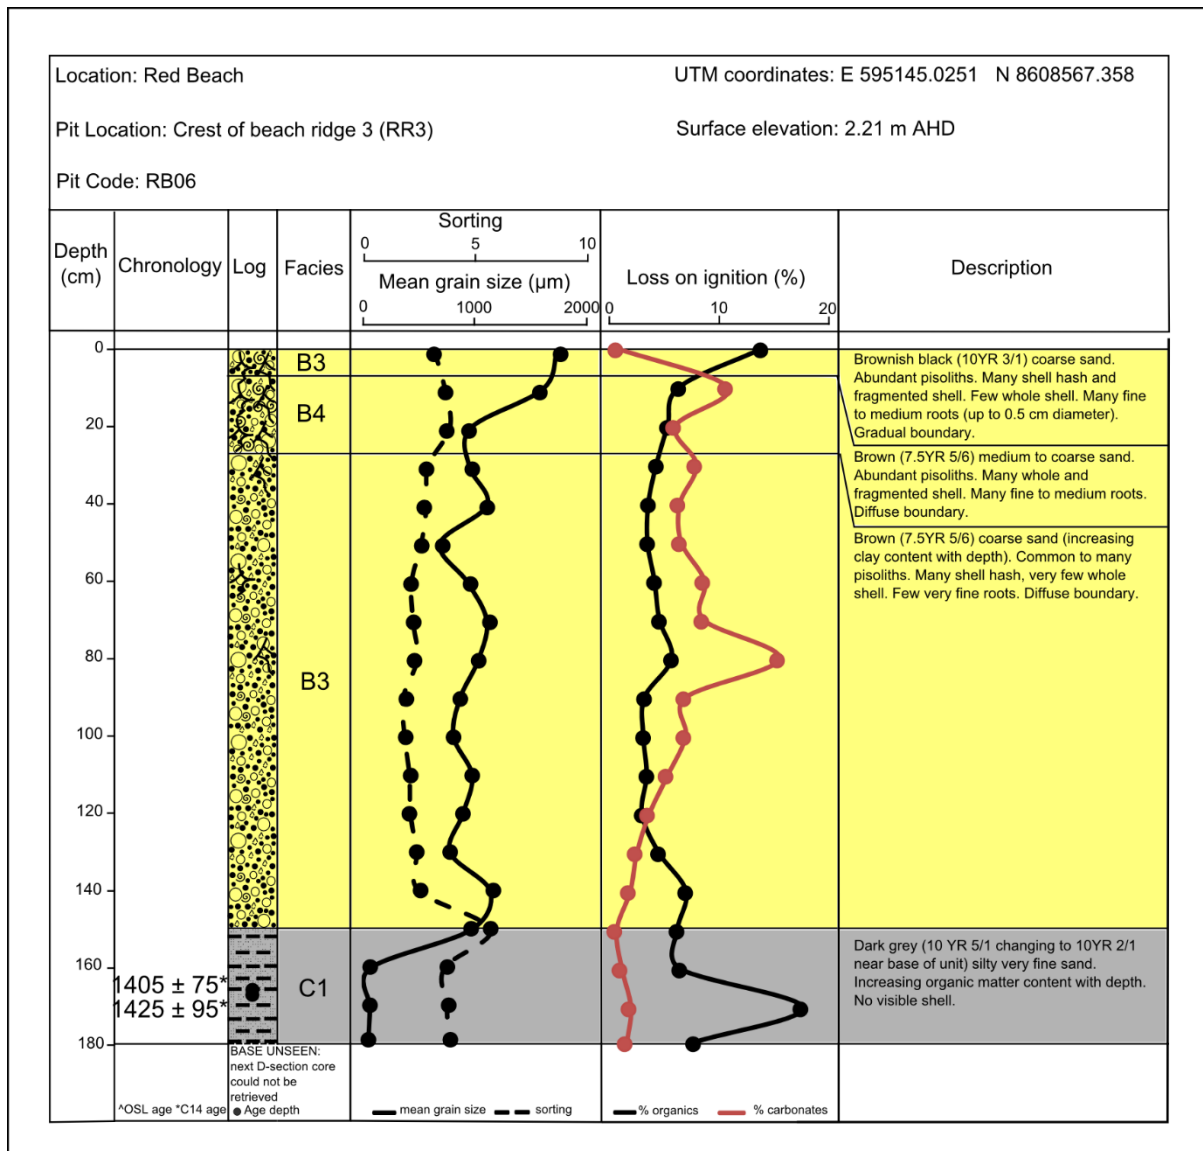 Location: Red Beach
UTM coordinates: E 595145.0251 N 8608567.358
Pit Location: Crest of beach ridge 3 (RR3)
Surface elevation: 2.21 m AHD
Pit Code: RB06
Depth
(cm)
Chronology
Log
Facies
Sorting
0 5 10
Mean grain size (µm)
0 1000 2000
Loss on ignition (%)
0 10 20
Description
0
20
40
60
80
100
120
140
160
180
B3
B4
B3
C1
Brownish black (10YR 3/1) coarse sand.
Abundant pisoliths. Many shell hash and
fragmented shell. Few whole shell. Many fine
to medium roots (up to 0.5 cm diameter).
Gradual boundary.
Brown (7.5YR 5/6) medium to coarse sand.
Abundant pisoliths. Many whole and
fragmented shell. Many fine to medium roots.
Diffuse boundary.
Brown (7.5YR 5/6) coarse sand (increasing
clay content with depth). Common to many
pisoliths. Many shell hash, very few whole
shell. Few very fine roots. Diffuse boundary.
Dark grey (10 YR 5/1 changing to 10YR 2/1
near base of unit) silty very fine sand.
Increasing organic matter content with depth.
No visible shell.
1405 ± 75*
1425 ± 95*
BASE UNSEEN:
next D-section core
could not be
retrieved
^OSL age *C14 age
Age depth
mean grain size
sorting
% organics
% carbonates